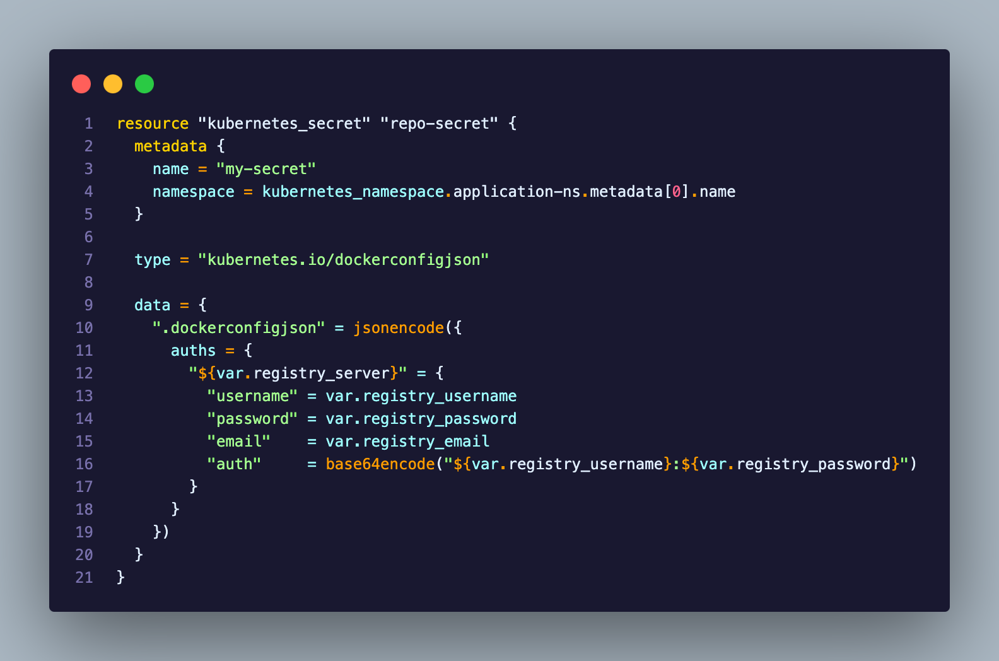 1 resource "kubernetes_secret" "repo-secret" {
2   metadata {
3     name = "my-secret"
4     namespace = kubernetes_namespace.application-ns.metadata[0].name
5   }
6
7   type = "kubernetes.io/dockerconfigjson"
8
9   data = {
10     ".dockerconfigjson" = jsonencode({
11       auths = {
12         "${var.registry_server}" = {
13           "username" = var.registry_username
14           "password" = var.registry_password
15           "email"    = var.registry_email
16           "auth"     = base64encode("${var.registry_username}:${var.registry_password}")
17         }
18       }
19     })
20   }
21 }